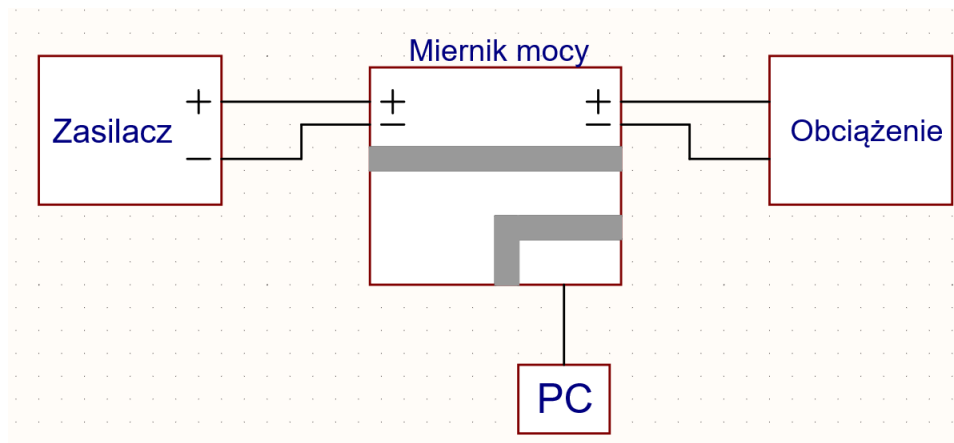 Miernik mocy
Zasilacz
+
−
+
−
+
−
Obciążenie
PC